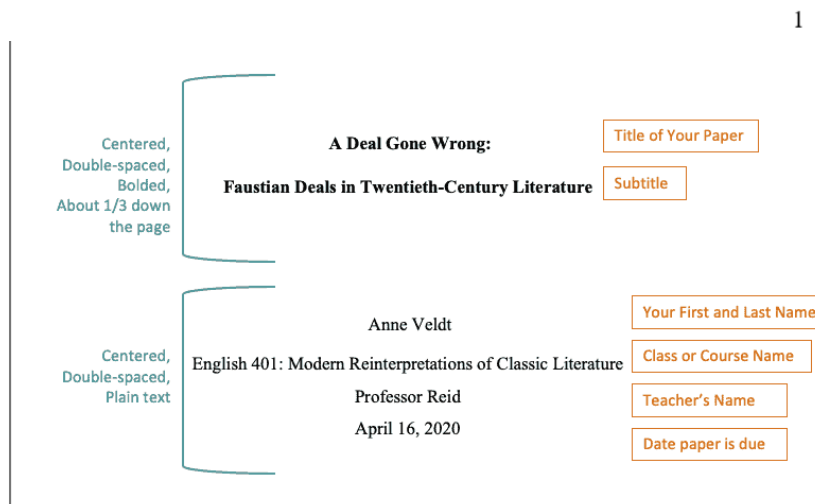 1
Centered,
Double-spaced,
Bolded,
About 1/3 down
the page
A Deal Gone Wrong:
Title of Your Paper
Faustian Deals in Twentieth-Century Literature
Subtitle
Centered,
Double-spaced,
Plain text
Anne Veldt
Your First and Last Name
English 401: Modern Reinterpretations of Classic Literature
Class or Course Name
Professor Reid
Teacher's Name
April 16, 2020
Date paper is due